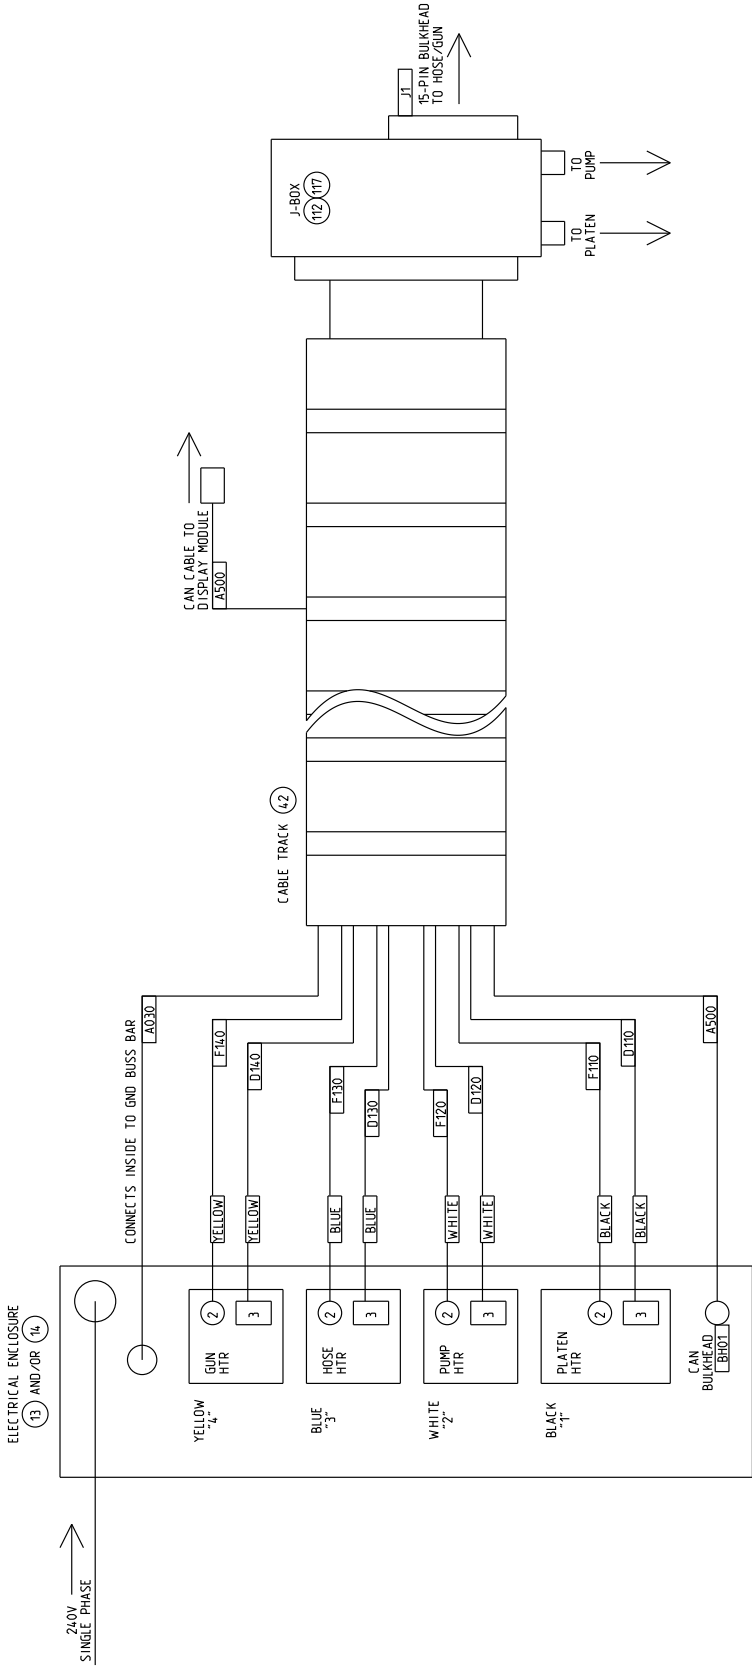 240V
SINGLE PHASE
ELECTRICAL ENCLOSURE
13 AND/OR 14
CONNECTS INSIDE TO GND BUSS BAR
A030
YELLOW
"4"
GUN
HTR
2
3
YELLOW
YELLOW
F140
D140
BLUE
"3"
HOSE
HTR
2
3
BLUE
BLUE
F130
D130
WHITE
"2"
PUMP
HTR
2
3
WHITE
WHITE
F120
D120
BLACK
"1"
PLATEN
HTR
2
3
BLACK
BLACK
F110
D110
CAN
BULKHEAD
BH01
A500
CABLE TRACK 42
CAN CABLE TO
DISPLAY MODULE
A500
J-BOX
112 117
TO
PLATEN
TO
PUMP
J1
15-PIN BULKHEAD
TO HOSE/GUN